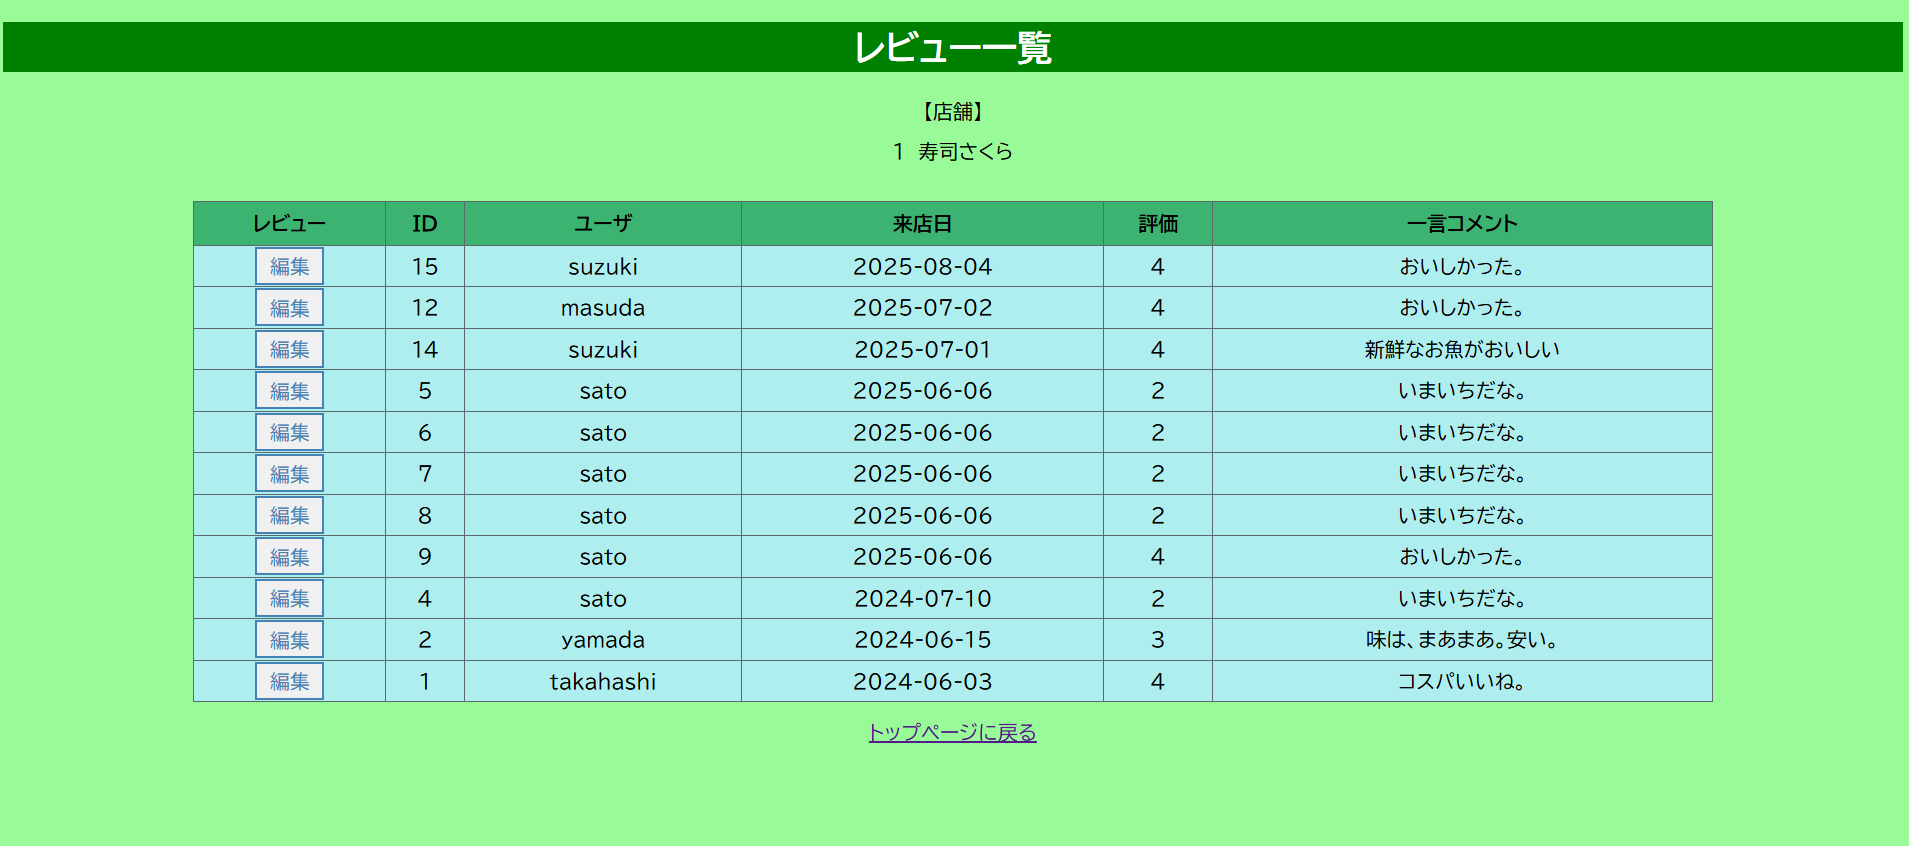 レビュー一覧
【店舗】
1 寿司さくら
レビュー ID ユーザ 来店日 評価 一言コメント
編集 15 suzuki 2025-08-04 4 おいしかった。
編集 12 masuda 2025-07-02 4 おいしかった。
編集 14 suzuki 2025-07-01 4 新鮮なお魚がおいしい
編集 5 sato 2025-06-06 2 いまいちだな。
編集 6 sato 2025-06-06 2 いまいちだな。
編集 7 sato 2025-06-06 2 いまいちだな。
編集 8 sato 2025-06-06 2 いまいちだな。
編集 9 sato 2025-06-06 4 おいしかった。
編集 4 sato 2024-07-10 2 いまいちだな。
編集 2 yamada 2024-06-15 3 味は、まあまあ。安い。
編集 1 takahashi 2024-06-03 4 コスパいいね。
トップページに戻る